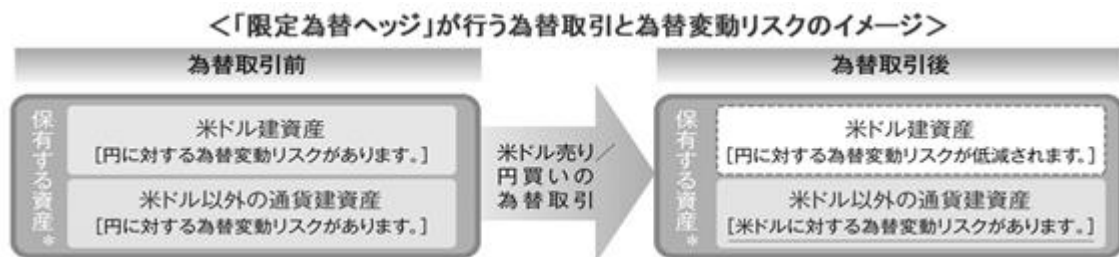 ＜「限定為替ヘッジ」が行う為替取引と為替変動リスクのイメージ＞
為替取引前
保有する資産*
米ドル建資産
[円に対する為替変動リスクがあります。]
米ドル以外の通貨建資産
[円に対する為替変動リスクがあります。]
米ドル売り／
円買いの
為替取引
為替取引後
保有する資産*
米ドル建資産
[円に対する為替変動リスクが低減されます。]
米ドル以外の通貨建資産
[米ドルに対する為替変動リスクがあります。]